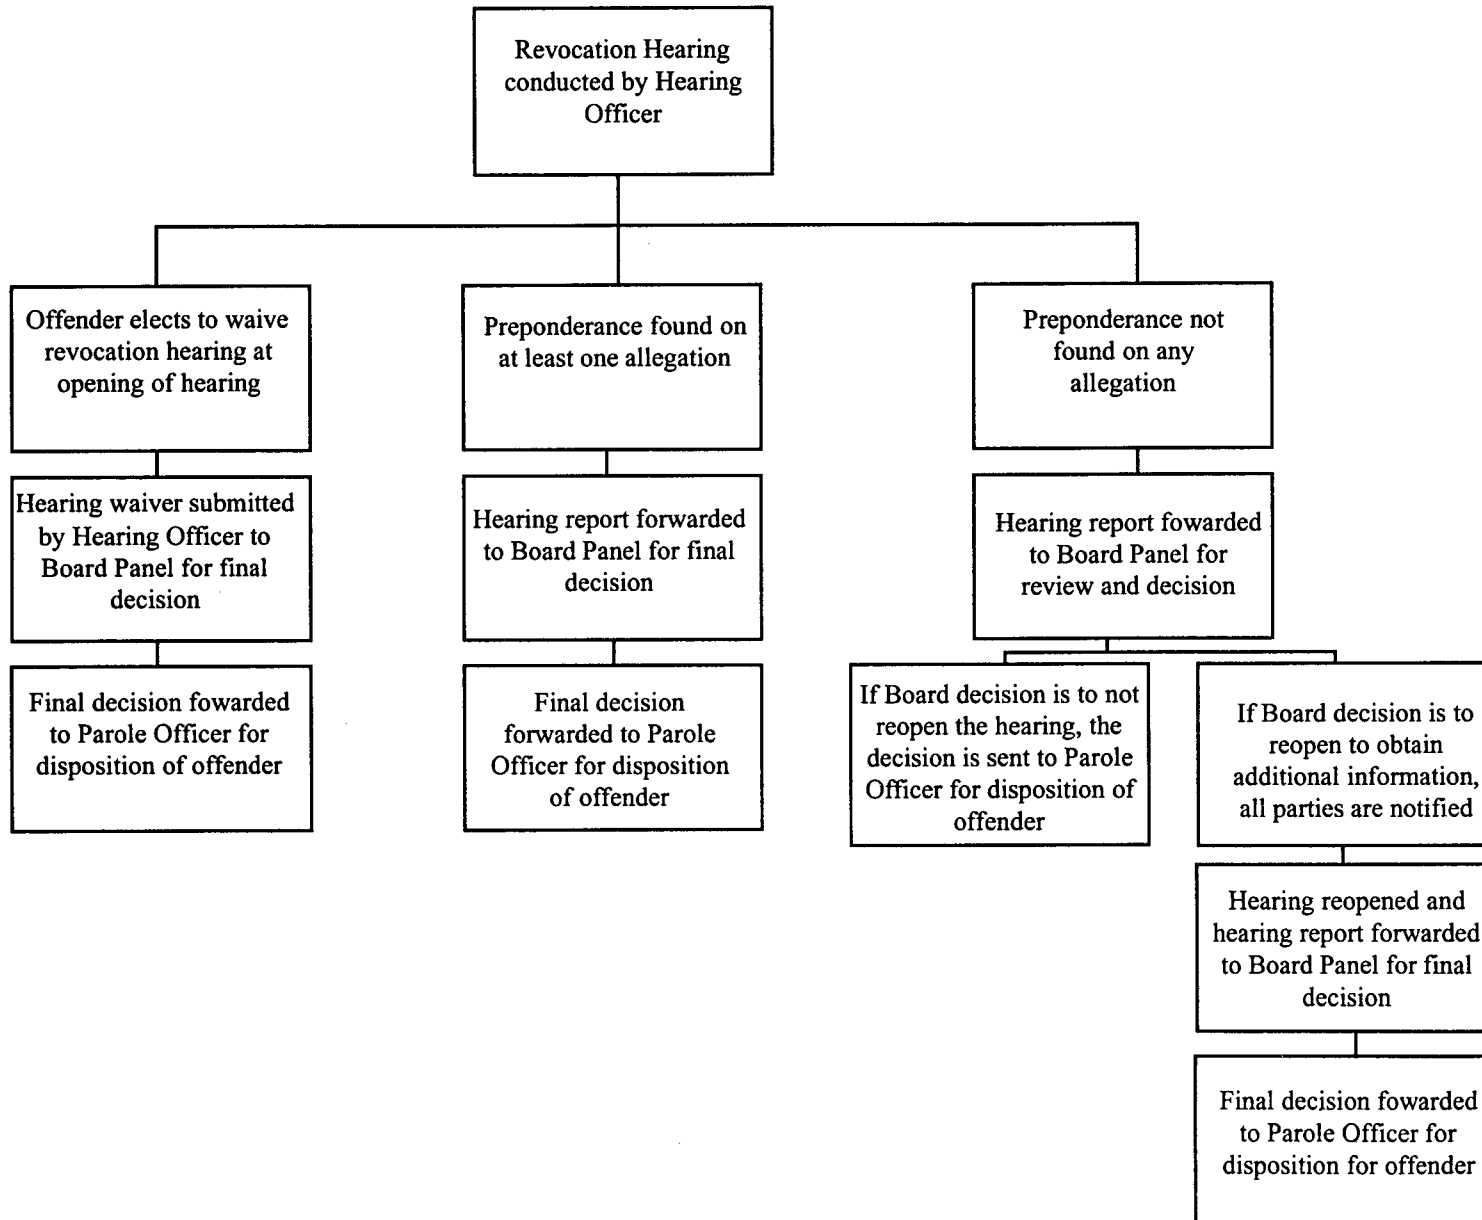 Revocation Hearing
conducted by Hearing
Officer
Offender elects to waive
revocation hearing at
opening of hearing
Preponderance found on
at least one allegation
Preponderance not
found on any
allegation
Hearing waiver submitted
by Hearing Officer to
Board Panel for final
decision
Hearing report forwarded
to Board Panel for final
decision
Hearing report fowarded
to Board Panel for
review and decision
Final decision fowarded
to Parole Officer for
disposition of offender
Final decision
forwarded to Parole
Officer for disposition
of offender
If Board decision is to not
reopen the hearing, the
decision is sent to Parole
Officer for disposition of
offender
If Board decision is to
reopen to obtain
additional information,
all parties are notified
Hearing reopened and
hearing report forwarded
to Board Panel for final
decision
Final decision fowarded
to Parole Officer for
disposition for offender